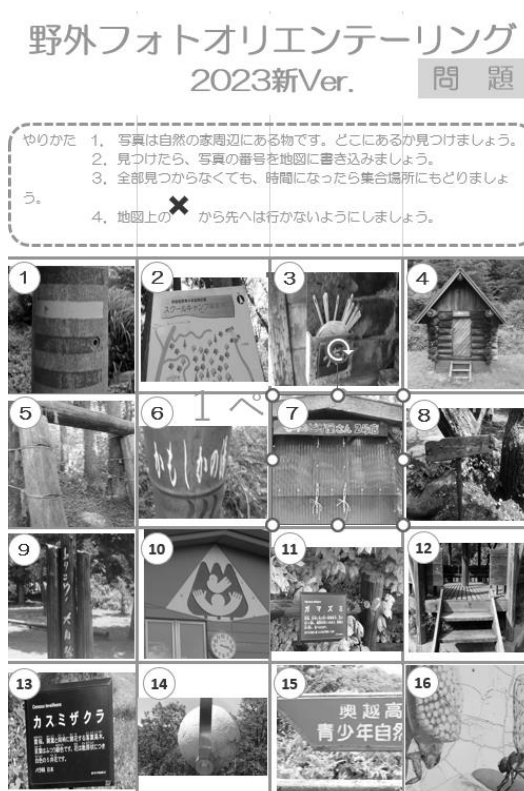 野外フォトオリエンテーリング
2023新Ver.
問 題
やりかた 1. 写真は自然の家周辺にある物です。どこにあるか見つけましょう。
2. 見つけたら、写真の番号を地図に書き込みましょう。
3. 全部見つからなくても、時間になったら集合場所にもどりましょ
う。
4. 地図上の✖から先へは行かないようにしましょう。
1
2
スクールキャンプ
3
4
1 ペ
5
6
かもしかの
7
8
9
10
11
ガマズミ
12
13
カスミザクラ
14
15
奥越高
青少年自然
16